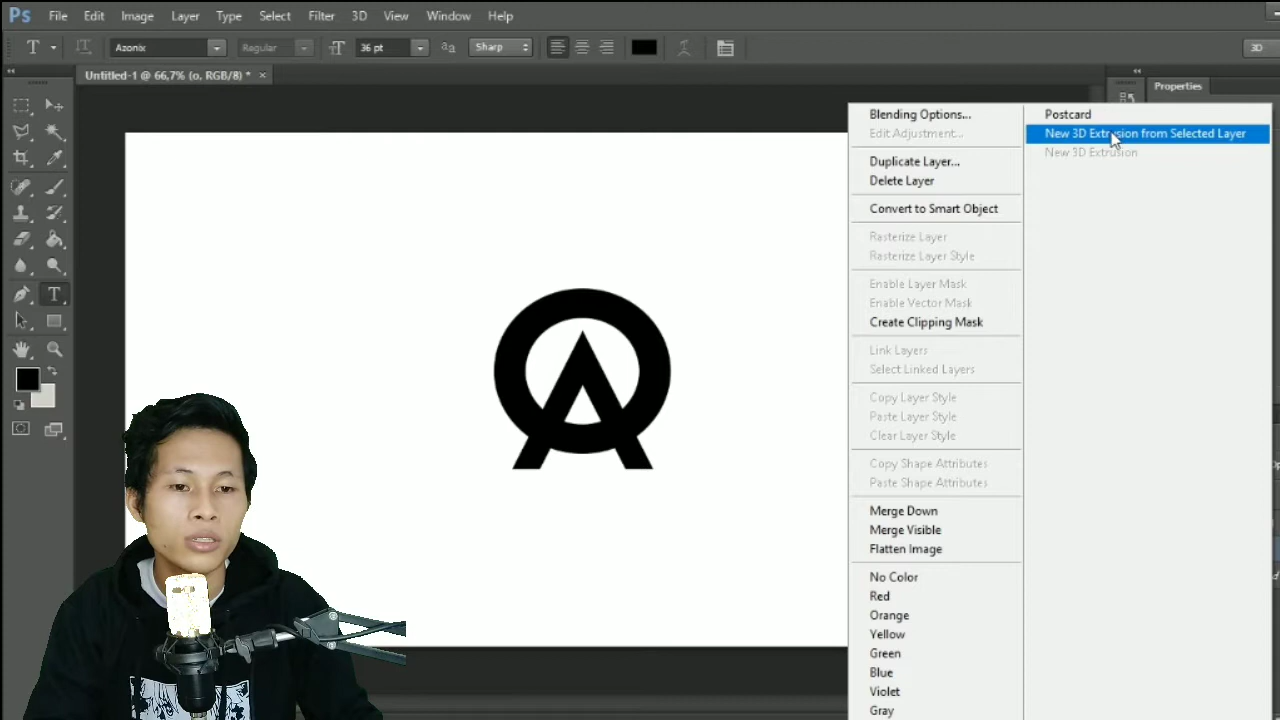 Ps File Edit Image Layer Type Select Filter 3D View Window Help
T Azonix Regular 36 pt Sharp 3D
Untitled-1 @ 66,7% (o, RGB/8) * ×
Properties
Blending Options...
Edit Adjustment...
Duplicate Layer...
Delete Layer
Convert to Smart Object
Rasterize Layer
Rasterize Layer Style
Enable Layer Mask
Enable Vector Mask
Create Clipping Mask
Link Layers
Select Linked Layers
Copy Layer Style
Paste Layer Style
Clear Layer Style
Copy Shape Attributes
Paste Shape Attributes
Merge Down
Merge Visible
Flatten Image
No Color
Red
Orange
Yellow
Green
Blue
Violet
Gray
Postcard
New 3D Extrusion from Selected Layer
New 3D Extrusion
OA